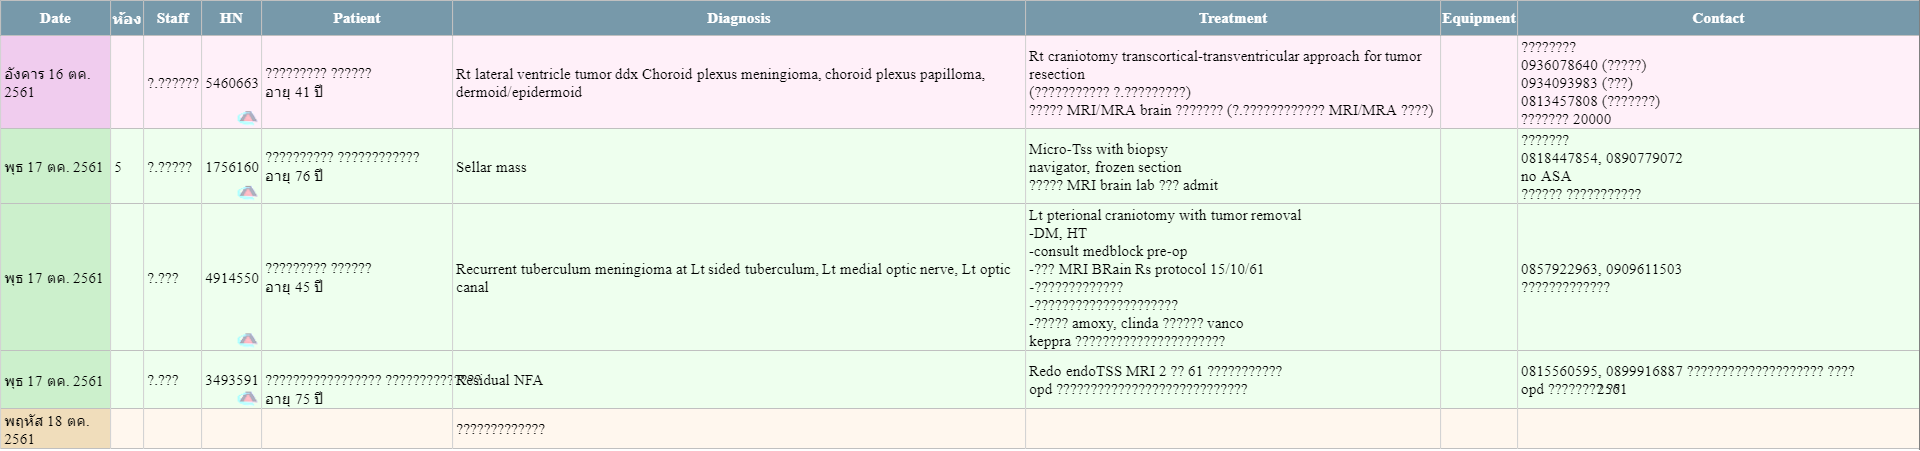 Date ห้อง Staff HN Patient Diagnosis Treatment Equipment Contact
อังคาร 16 ตค.
2561
?.??????
5460663
????????? ??????
อายุ 41 ปี
Rt lateral ventricle tumor ddx Choroid plexus meningioma, choroid plexus papilloma,
dermoid/epidermoid
Rt craniotomy transcortical-transventricular approach for tumor
resection
(??????????? ?.?????????)
????? MRI/MRA brain ??????? (?.???????????? MRI/MRA ????)
????????
0936078640 (?????)
0934093983 (???)
0813457808 (???????)
??????? 20000
พุธ 17 ตค. 2561
5
?.?????
1756160
?????????? ????????????
อายุ 76 ปี
Sellar mass
Micro-Tss with biopsy
navigator, frozen section
????? MRI brain lab ??? admit
???????
0818447854, 0890779072
no ASA
?????? ???????????
พุธ 17 ตค. 2561
?.???
4914550
????????? ??????
อายุ 45 ปี
Recurrent tuberculum meningioma at Lt sided tuberculum, Lt medial optic nerve, Lt optic
canal
Lt pterional craniotomy with tumor removal
-DM, HT
-consult medblock pre-op
-??? MRI BRain Rs protocol 15/10/61
-?????????????
-?????????????????????
-????? amoxy, clinda ?????? vanco
keppra ??????????????????????
0857922963, 0909611503
?????????????
พุธ 17 ตค. 2561
?.???
3493591
????????????????? ??????????????
อายุ 75 ปี
Residual NFA
Redo endoTSS MRI 2 ?? 61 ???????????
opd ????????????????????????????
0815560595, 0899916887 ???????????????????? ????
opd ???????? 2561
พฤหัส 18 ตค.
2561
?????????????